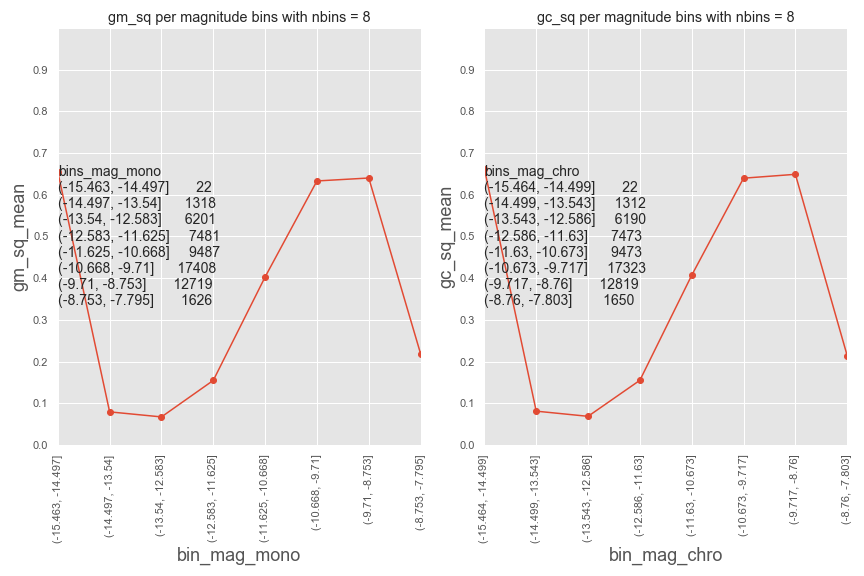 gm_sq per magnitude bins with nbins = 8
gm_sq_mean
0.9
0.8
0.7
0.6
0.5
0.4
0.3
0.2
0.1
0.0
bins_mag_mono
(-15.463, -14.497] 22
(-14.497, -13.54] 1318
(-13.54, -12.583] 6201
(-12.583, -11.625] 7481
(-11.625, -10.668] 9487
(-10.668, -9.71] 17408
(-9.71, -8.753] 12719
(-8.753, -7.795] 1626
(-15.463, -14.497]
(-14.497, -13.54]
(-13.54, -12.583]
(-12.583, -11.625]
(-11.625, -10.668]
(-10.668, -9.71]
(-9.71, -8.753]
(-8.753, -7.795]
bin_mag_mono
gc_sq per magnitude bins with nbins = 8
gc_sq_mean
0.9
0.8
0.7
0.6
0.5
0.4
0.3
0.2
0.1
0.0
bins_mag_chro
(-15.464, -14.499] 22
(-14.499, -13.543] 1312
(-13.543, -12.586] 6190
(-12.586, -11.63] 7473
(-11.63, -10.673] 9473
(-10.673, -9.717] 17323
(-9.717, -8.76] 12819
(-8.76, -7.803] 1650
(-15.464, -14.499]
(-14.499, -13.543]
(-13.543, -12.586]
(-12.586, -11.63]
(-11.63, -10.673]
(-10.673, -9.717]
(-9.717, -8.76]
(-8.76, -7.803]
bin_mag_chro